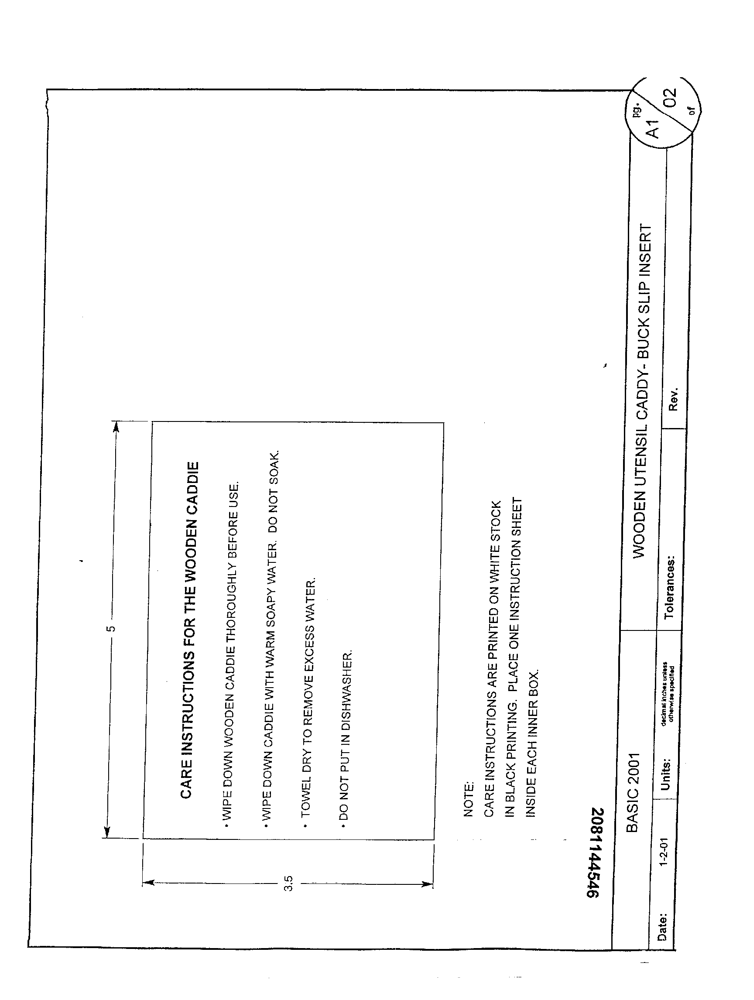 5
3.5
CARE INSTRUCTIONS FOR THE WOODEN CADDIE
• WIPE DOWN WOODEN CADDIE THOROUGHLY BEFORE USE.
• WIPE DOWN CADDIE WITH WARM SOAPY WATER. DO NOT SOAK.
• TOWEL DRY TO REMOVE EXCESS WATER.
• DO NOT PUT IN DISHWASHER.
NOTE:
CARE INSTRUCTIONS ARE PRINTED ON WHITE STOCK
IN BLACK PRINTING. PLACE ONE INSTRUCTION SHEET
INSIDE EACH INNER BOX.
2081144546
BASIC 2001
WOODEN UTENSIL CADDY- BUCK SLIP INSERT
Date: 1-2-01
Units: decimal inches unless
otherwise specified
Tolerances:
Rev.
pg.
A1
02
of